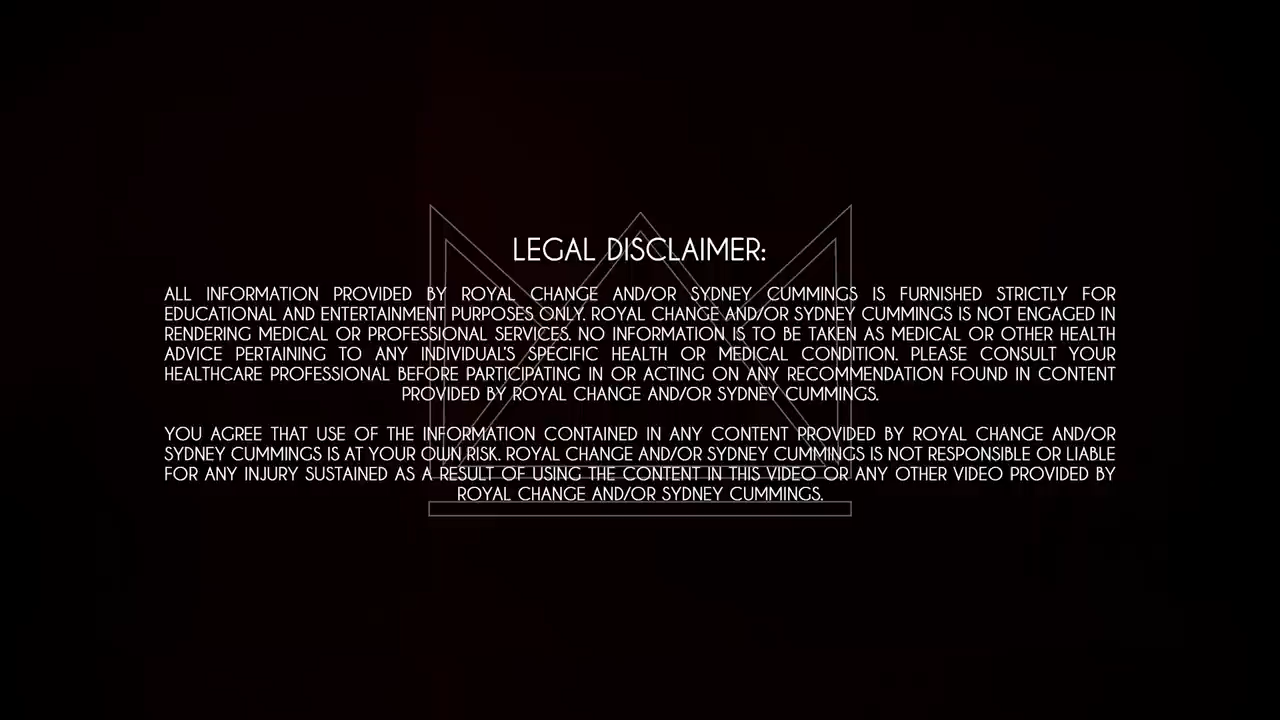 LEGAL DISCLAIMER:
ALL INFORMATION PROVIDED BY ROYAL CHANGE AND/OR SYDNEY CUMMINGS IS FURNISHED STRICTLY FOR
EDUCATIONAL AND ENTERTAINMENT PURPOSES ONLY. ROYAL CHANGE AND/OR SYDNEY CUMMINGS IS NOT ENGAGED IN
RENDERING MEDICAL OR PROFESSIONAL SERVICES. NO INFORMATION IS TO BE TAKEN AS MEDICAL OR OTHER HEALTH
ADVICE PERTAINING TO ANY INDIVIDUAL'S SPECIFIC HEALTH OR MEDICAL CONDITION. PLEASE CONSULT YOUR
HEALTHCARE PROFESSIONAL BEFORE PARTICIPATING IN OR ACTING ON ANY RECOMMENDATION FOUND IN CONTENT
PROVIDED BY ROYAL CHANGE AND/OR SYDNEY CUMMINGS.
YOU AGREE THAT USE OF THE INFORMATION CONTAINED IN ANY CONTENT PROVIDED BY ROYAL CHANGE AND/OR
SYDNEY CUMMINGS IS AT YOUR OWN RISK. ROYAL CHANGE AND/OR SYDNEY CUMMINGS IS NOT RESPONSIBLE OR LIABLE
FOR ANY INJURY SUSTAINED AS A RESULT OF USING THE CONTENT IN THIS VIDEO OR ANY OTHER VIDEO PROVIDED BY
ROYAL CHANGE AND/OR SYDNEY CUMMINGS.